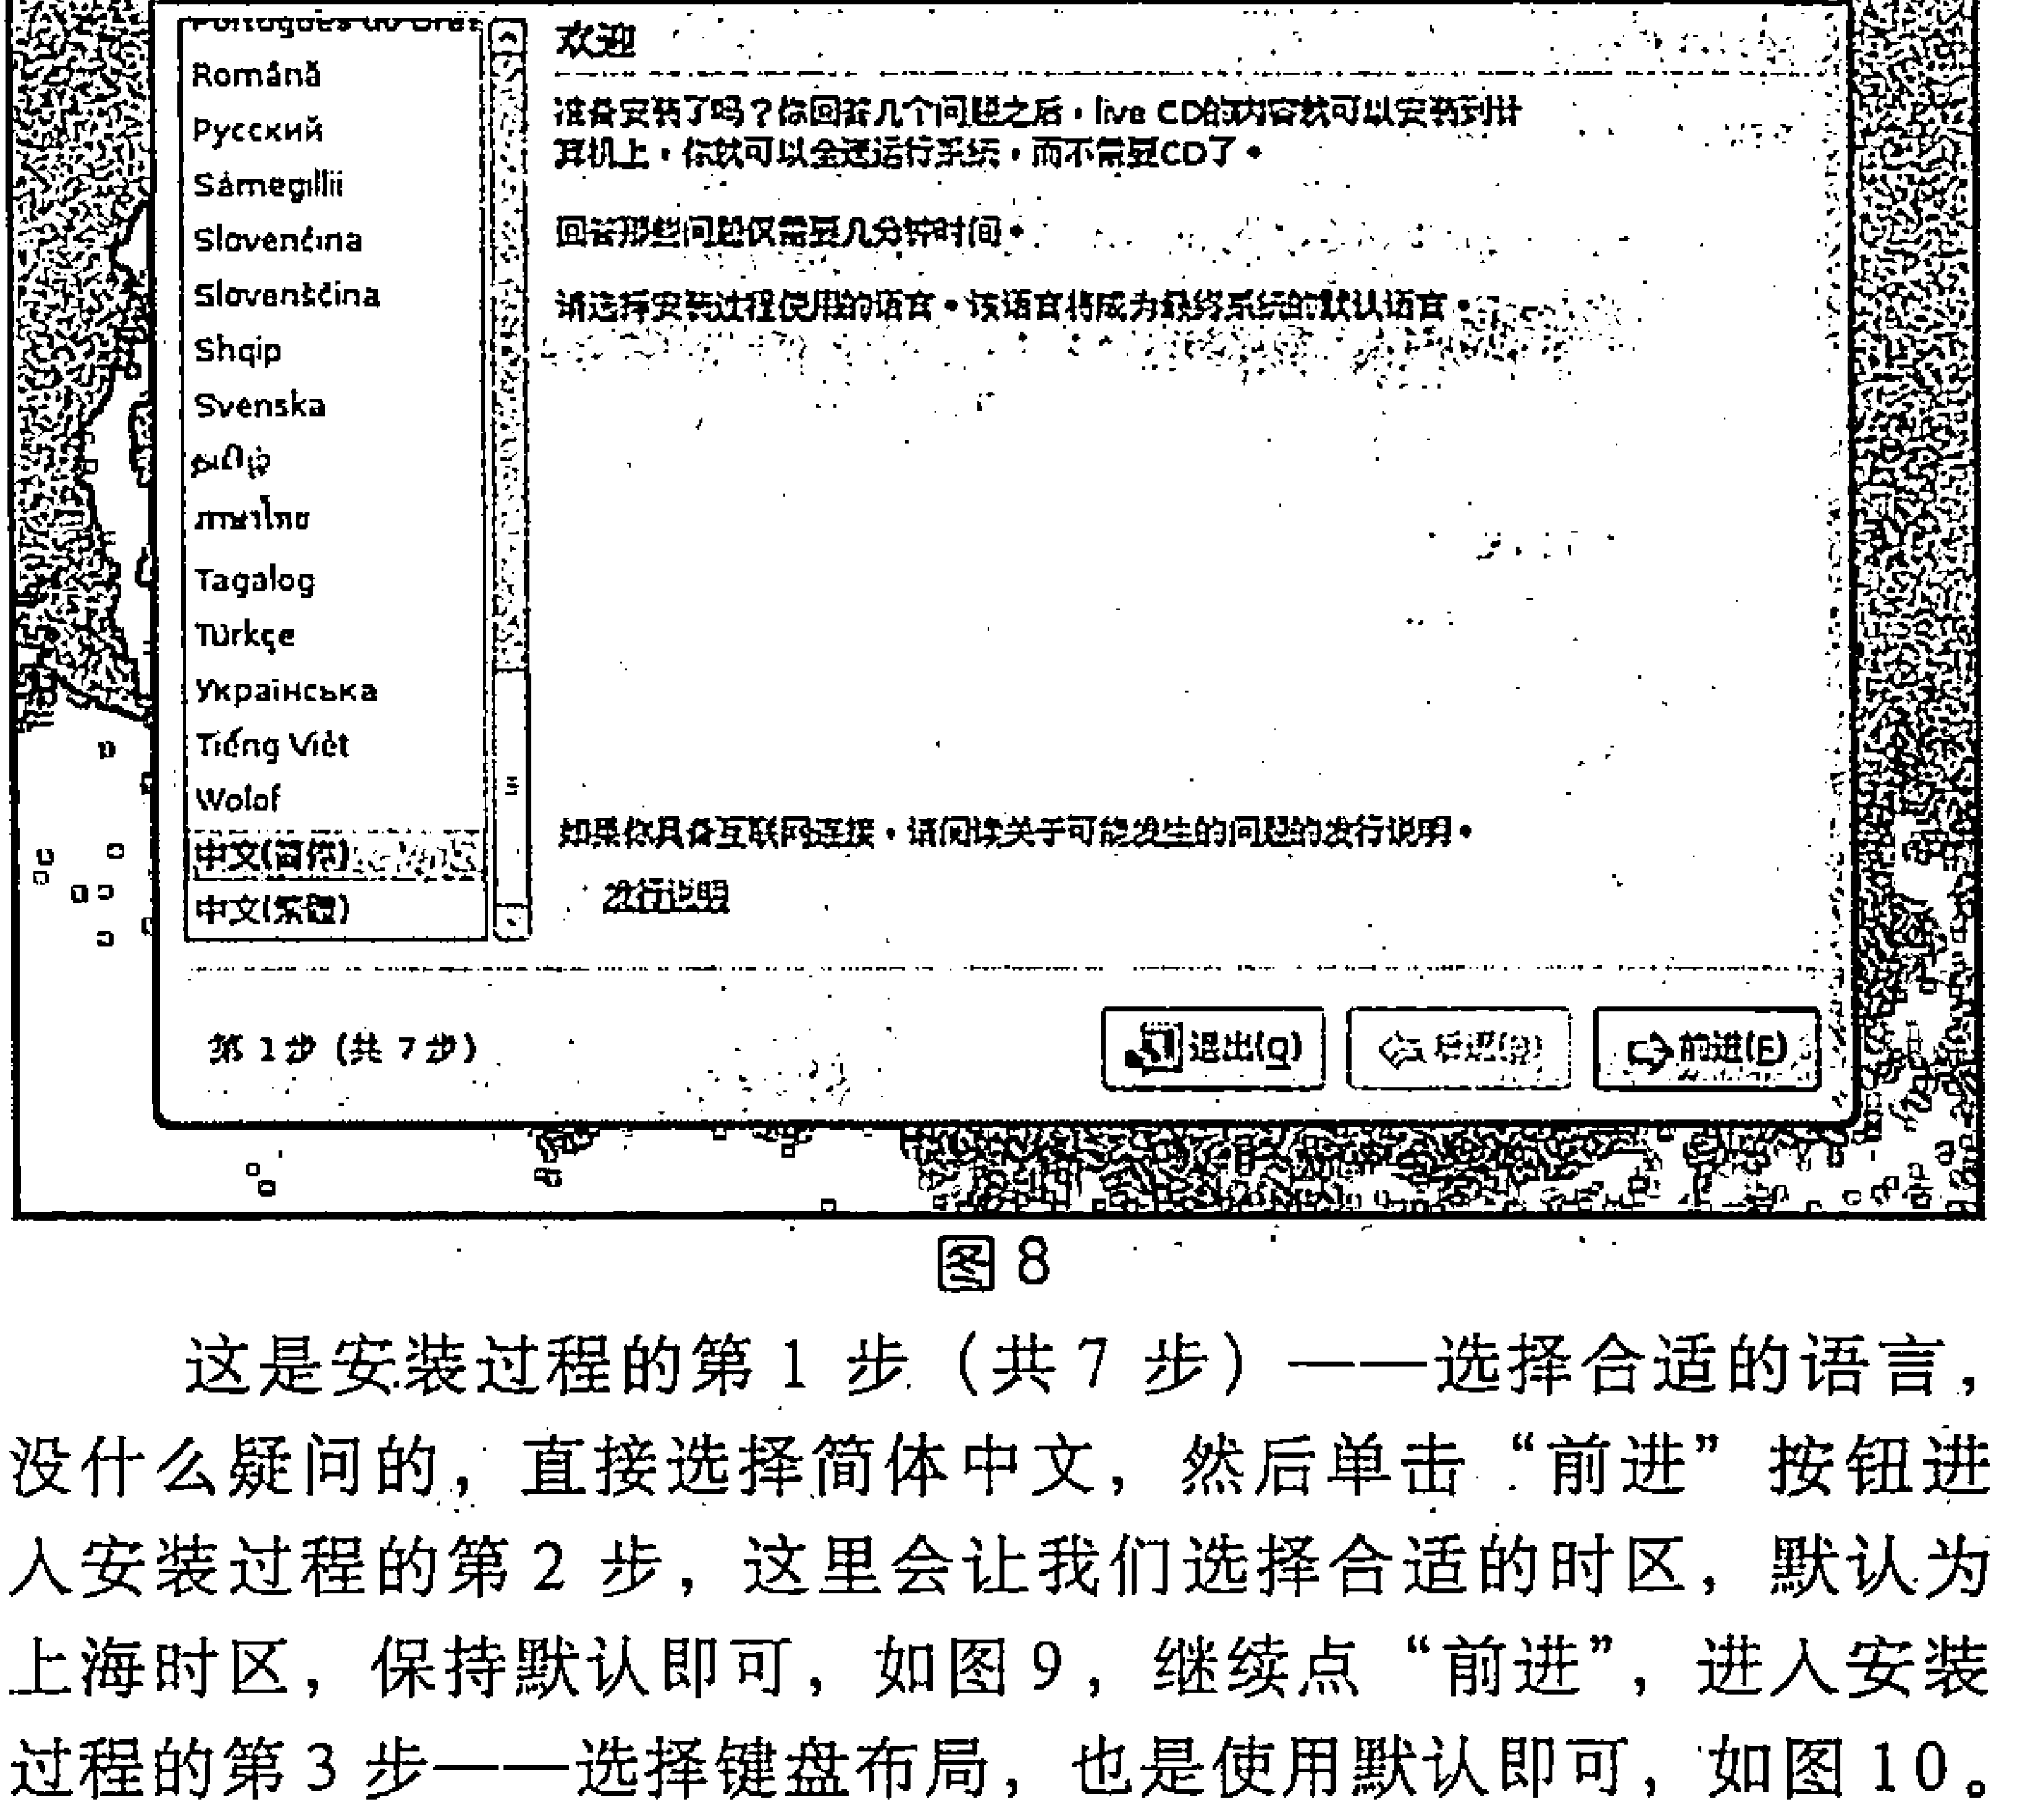 Português do Bras
Română
Русский
Sámegillii
Slovenčina
Slovenščina
Shqip
Svenska
தமிழ்
ภาษาไทย
Tagalog
Türkçe
Українська
Tiếng Việt
Wolof
中文(简体)
中文(繁體)
欢迎
准备安装了吗？你回答几个问题之后，live CD的内容就可以安装到计
算机上，你就可以全速运行系统，而不需要CD了。
回答那些问题仅需要几分钟时间。
请选择安装过程使用的语言。该语言将成为最终系统的默认语言。
如果你具备互联网连接，请阅读关于可能发生的问题的发行说明。
发行说明
第 1 步 (共 7 步)
退出(Q)
后退(B)
前进(F)
图 8
这是安装过程的第 1 步（共 7 步）——选择合适的语言，
没什么疑问的，直接选择简体中文，然后单击“前进”按钮进
入安装过程的第 2 步，这里会让我们选择合适的时区，默认为
上海时区，保持默认即可，如图 9，继续点“前进”，进入安装
过程的第 3 步——选择键盘布局，也是使用默认即可，如图 10。